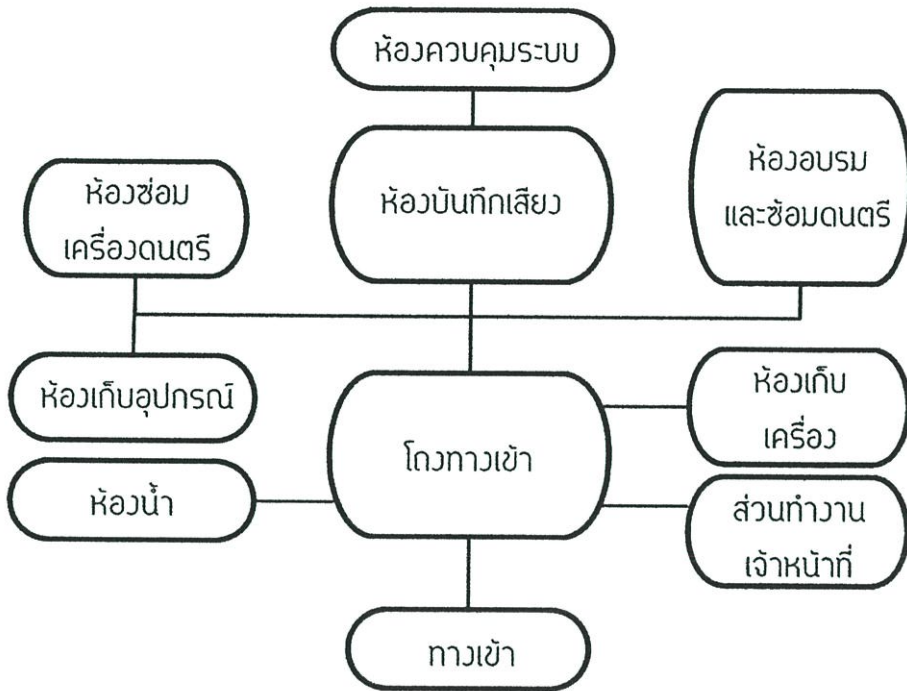 ห้องควบคุมระบบ
ห้องซ่อม
เครื่องดนตรี
ห้องบันทึกเสียง
ห้องอบรม
และซ้อมดนตรี
ห้องเก็บอุปกรณ์
ห้องน้ำ
โถงทางเข้า
ห้องเก็บ
เครื่อง
ส่วนทำงาน
เจ้าหน้าที่
ทางเข้า